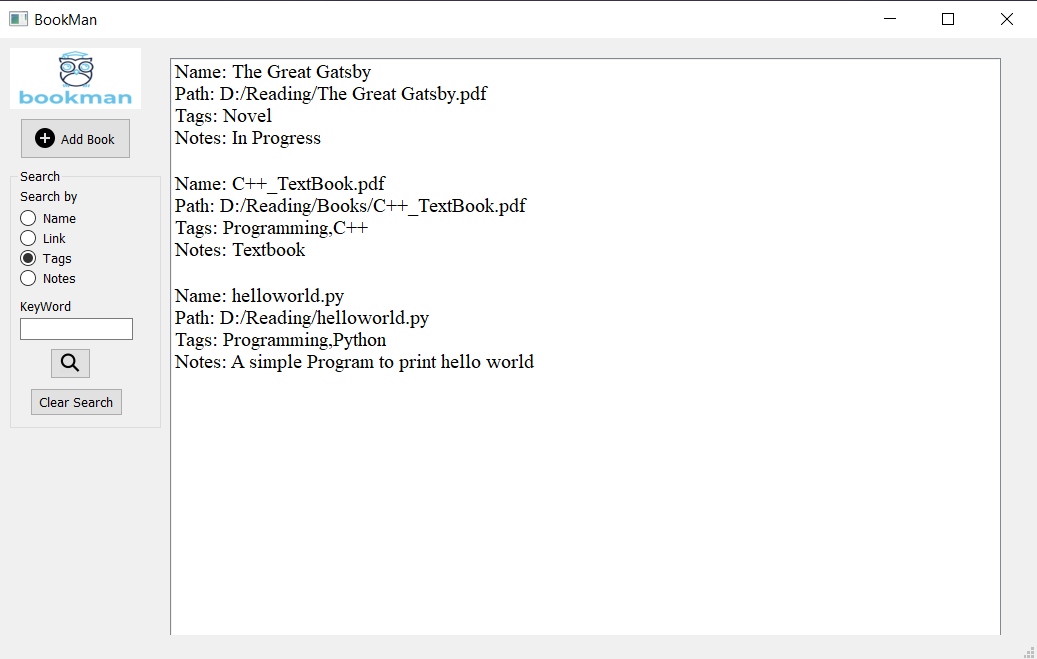 BookMan
bookman
Add Book
Search
Search by
Name
Link
Tags
Notes
KeyWord
Clear Search
Name: The Great Gatsby
Path: D:/Reading/The Great Gatsby.pdf
Tags: Novel
Notes: In Progress
Name: C++_TextBook.pdf
Path: D:/Reading/Books/C++_TextBook.pdf
Tags: Programming,C++
Notes: Textbook
Name: helloworld.py
Path: D:/Reading/helloworld.py
Tags: Programming,Python
Notes: A simple Program to print hello world